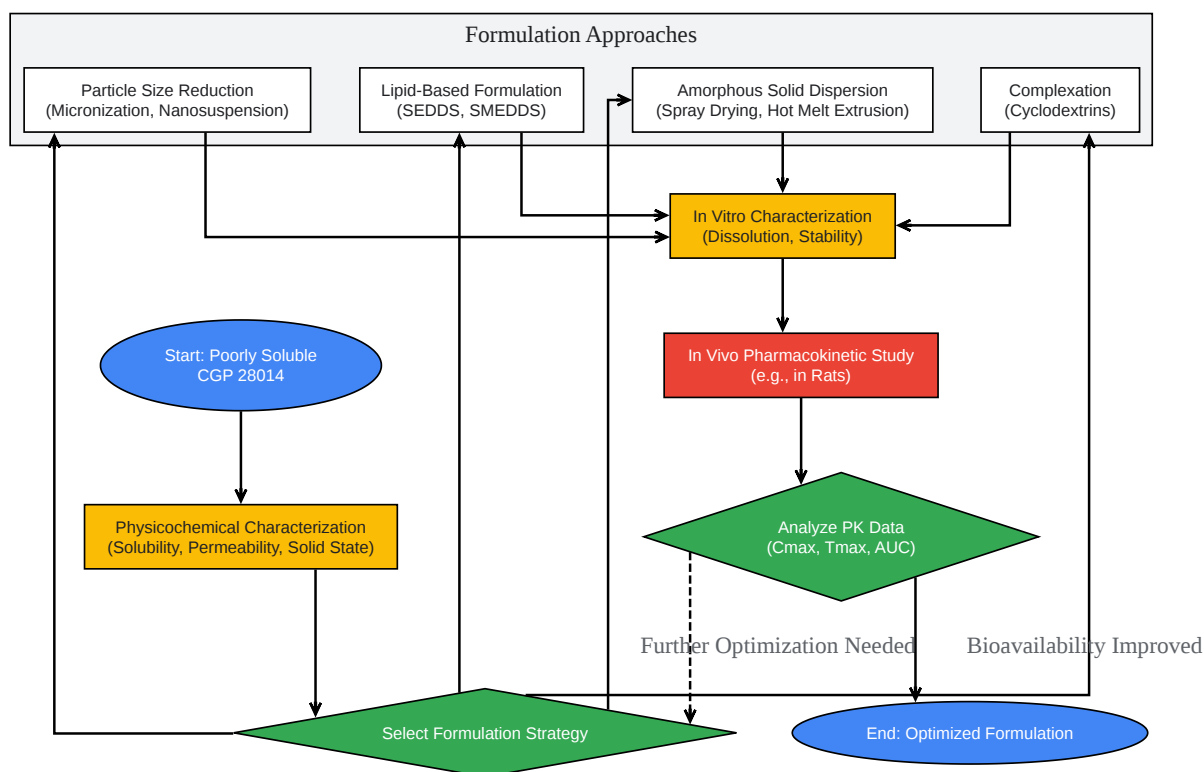 Formulation Approaches
Particle Size Reduction
(Micronization, Nanosuspension)
Lipid-Based Formulation
(SEDDS, SMEDDS)
Amorphous Solid Dispersion
(Spray Drying, Hot Melt Extrusion)
Complexation
(Cyclodextrins)
In Vitro Characterization
(Dissolution, Stability)
Start: Poorly Soluble
CGP 28014
In Vivo Pharmacokinetic Study
(e.g., in Rats)
Physicochemical Characterization
(Solubility, Permeability, Solid State)
Analyze PK Data
(Cmax, Tmax, AUC)
Further Optimization Needed
Bioavailability Improved
Select Formulation Strategy
End: Optimized Formulation